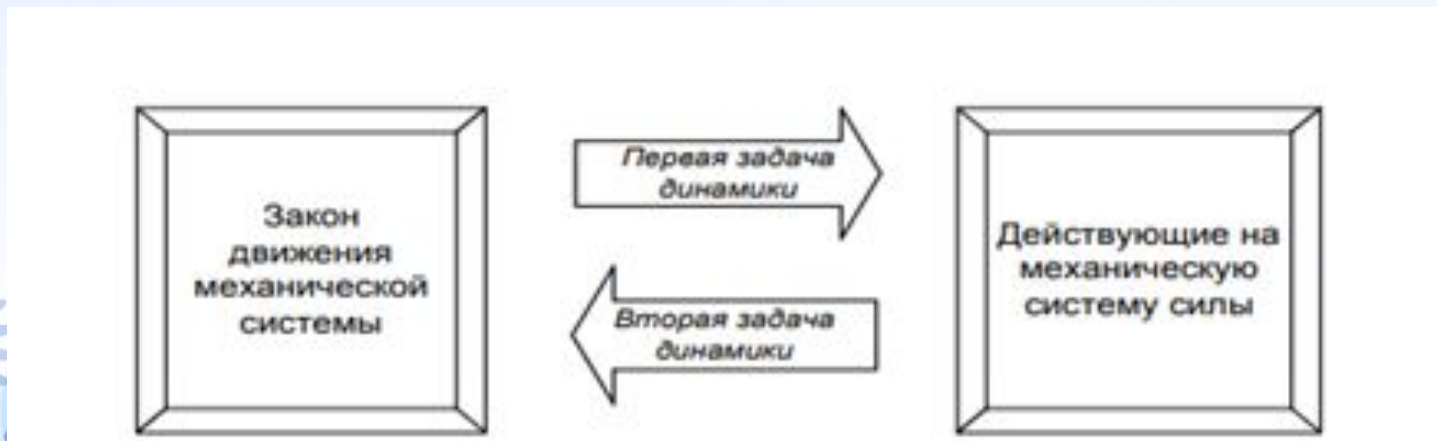 Закон
движения
механической
системы
Первая задача
динамики
Вторая задача
динамики
Действующие на
механическую
систему силы